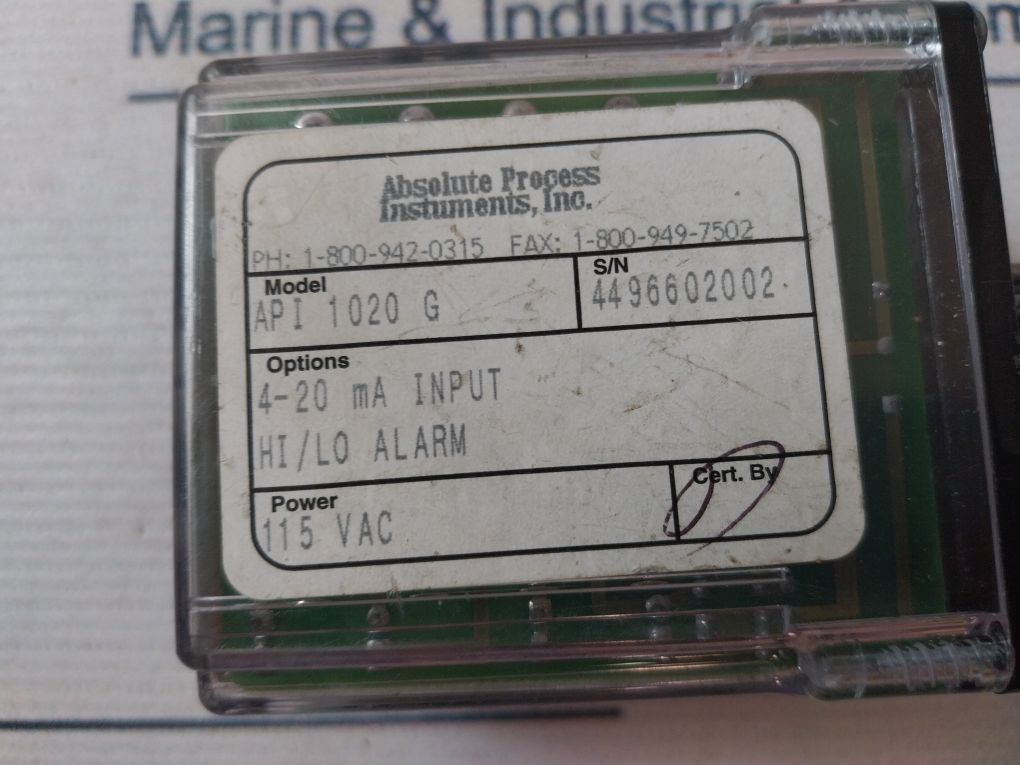 Marine & Industrial
Absolute Process
Instuments, Inc.
PH: 1-800-942-0315 FAX: 1-800-949-7502
Model
API 1020 G
S/N
4496602002
Options
4-20 mA INPUT
HI/LO ALARM
Power
115 VAC
Cert. By